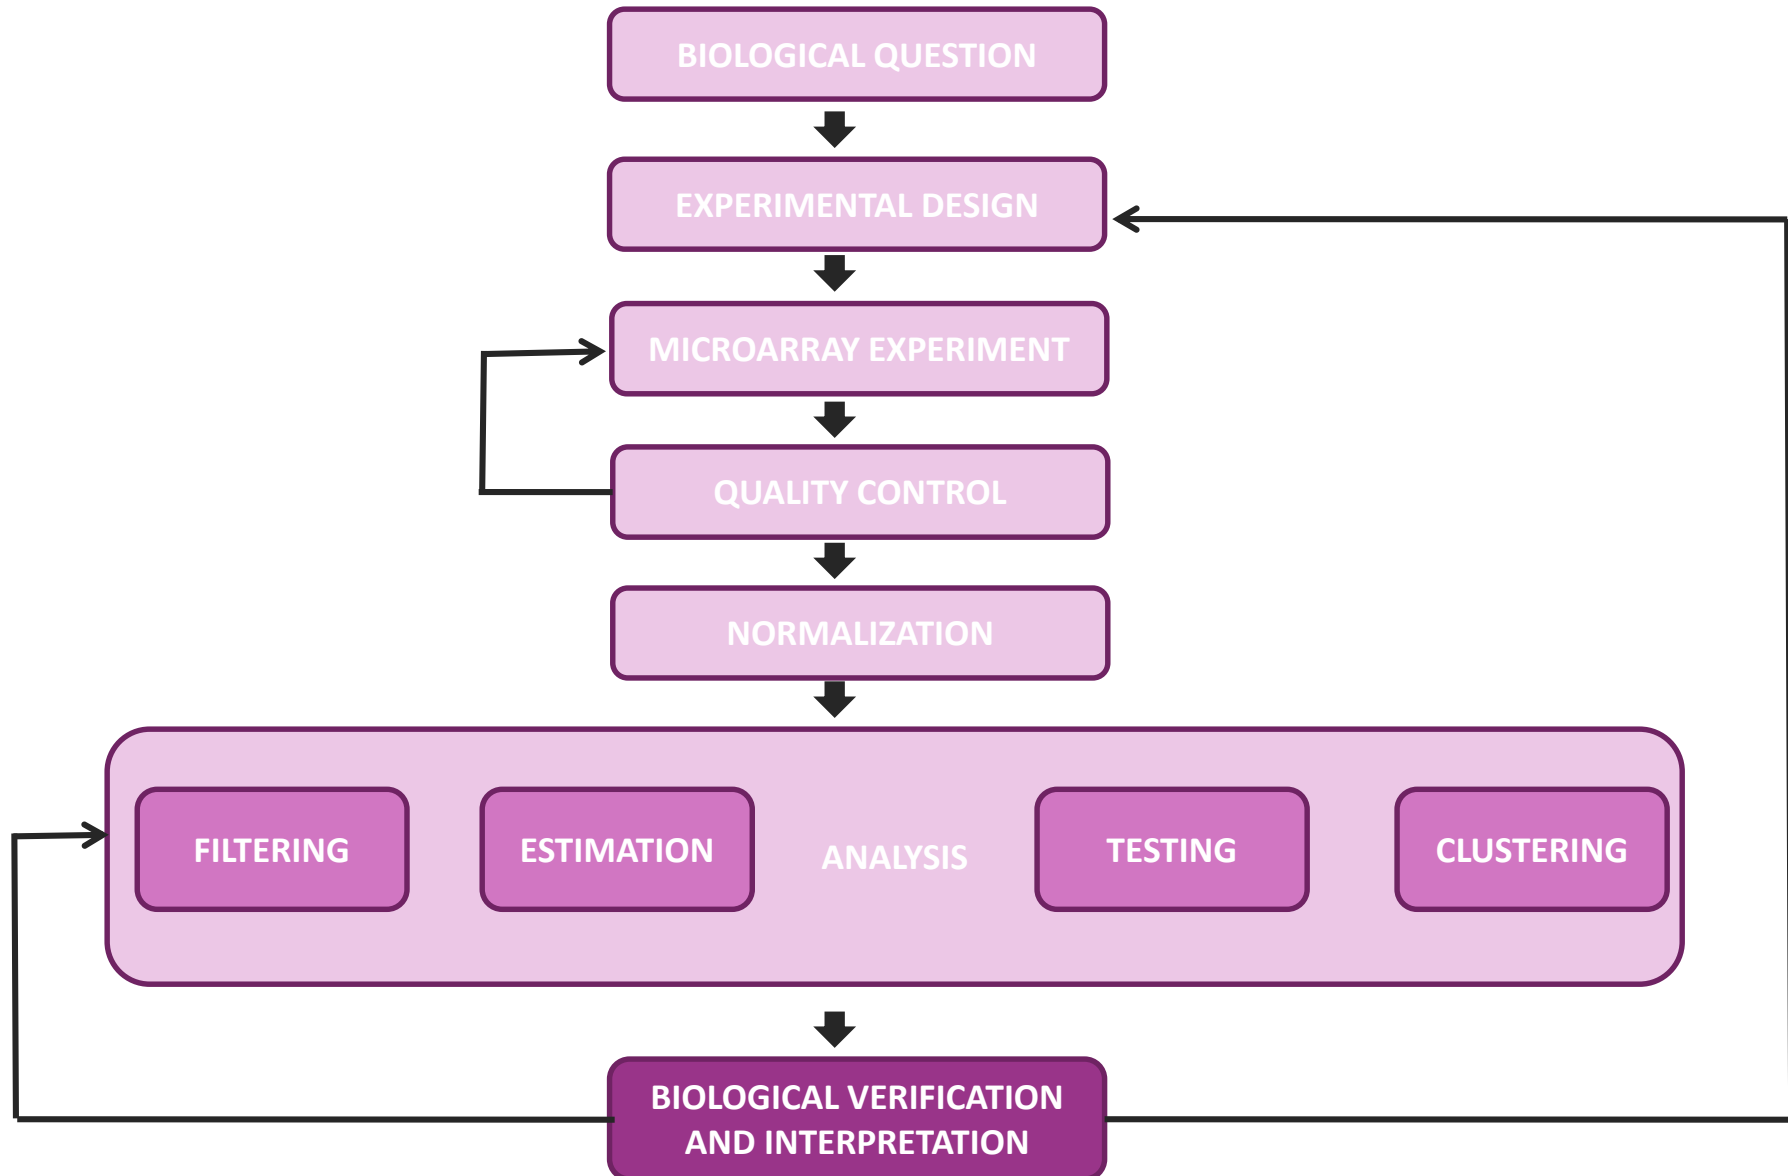 BIOLOGICAL QUESTION
EXPERIMENTAL DESIGN
MICROARRAY EXPERIMENT
QUALITY CONTROL
NORMALIZATION
FILTERING
ESTIMATION
ANALYSIS
TESTING
CLUSTERING
BIOLOGICAL VERIFICATION
AND INTERPRETATION